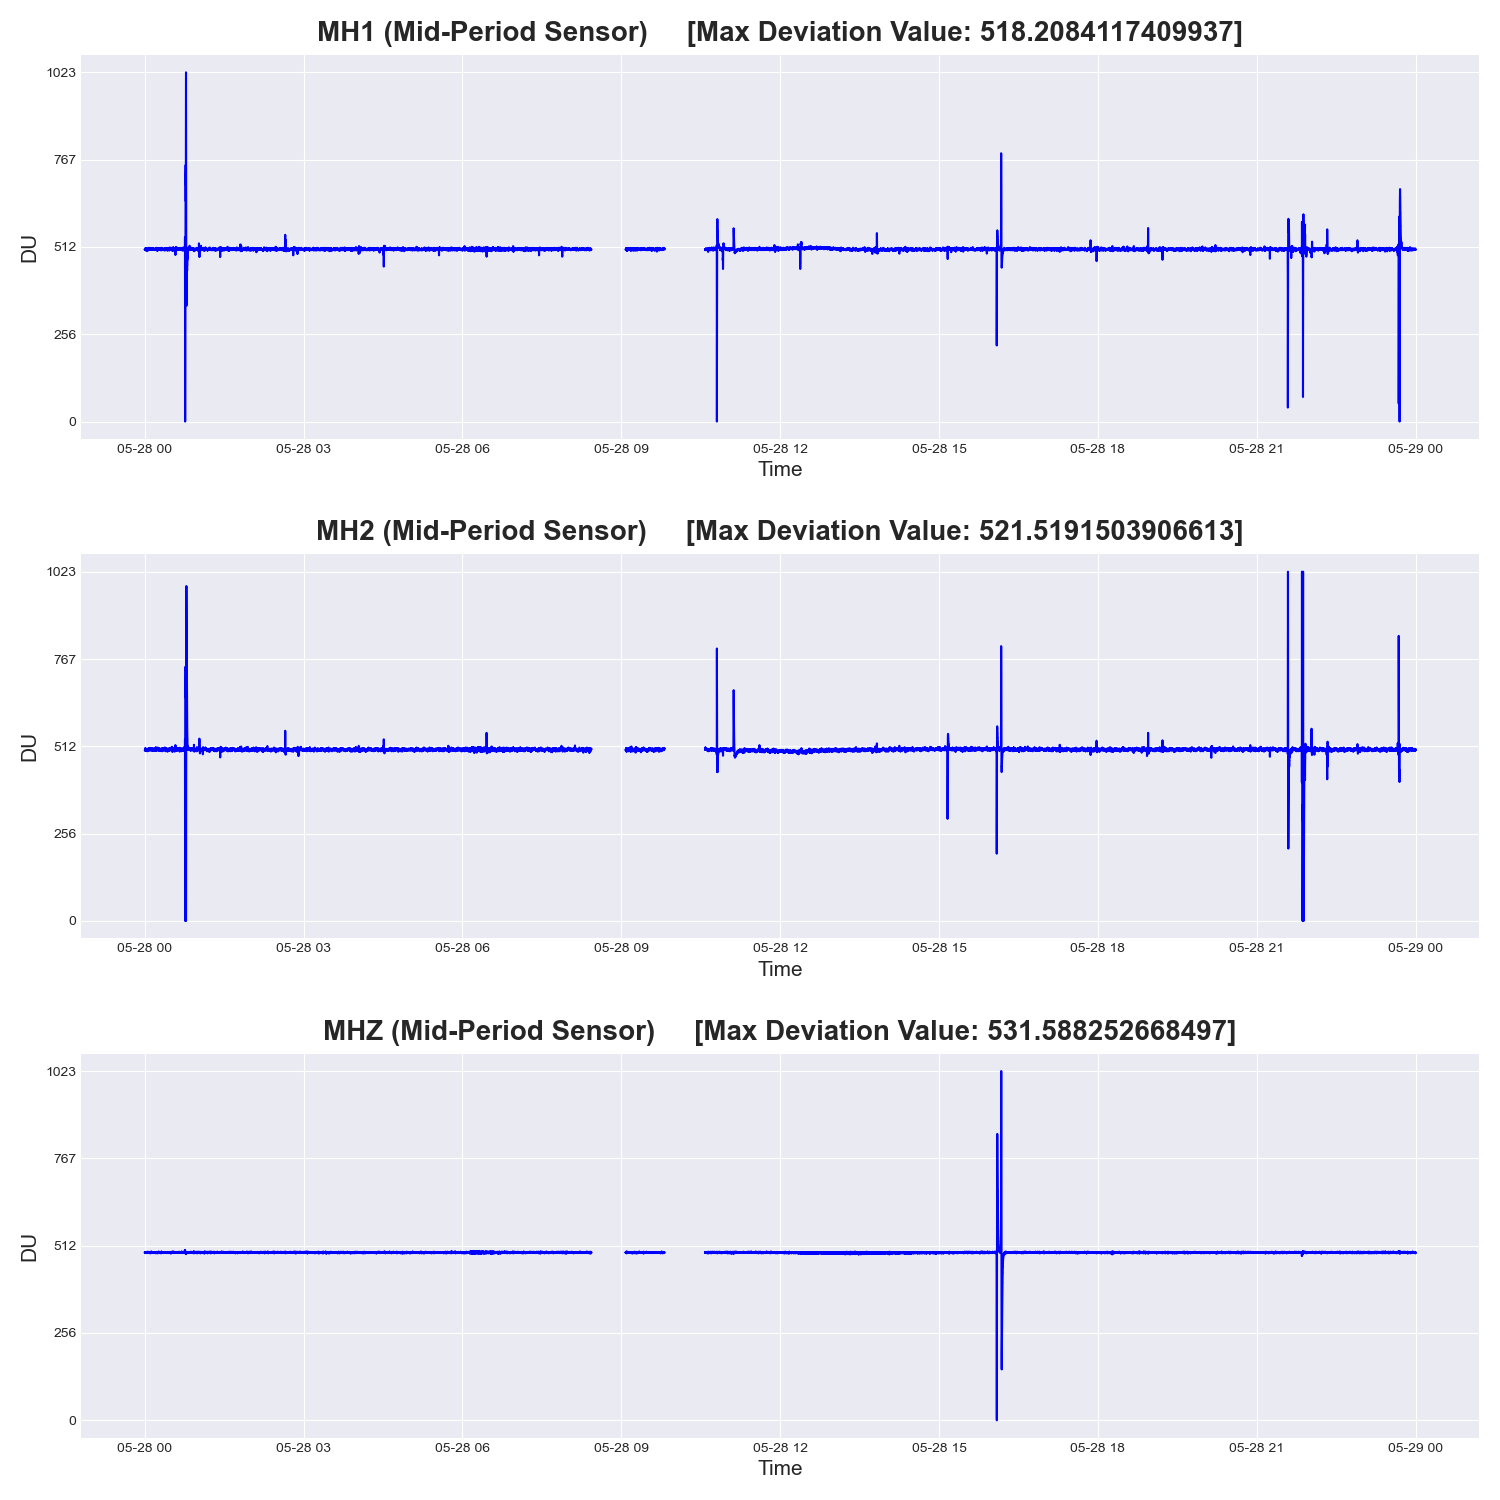 MH1 (Mid-Period Sensor) [Max Deviation Value: 518.2084117409937]
1023
767
512
256
0
DU
05-28 00 05-28 03 05-28 06 05-28 09 05-28 12 05-28 15 05-28 18 05-28 21 05-29 00
Time
MH2 (Mid-Period Sensor) [Max Deviation Value: 521.5191503906613]
1023
767
512
256
0
DU
05-28 00 05-28 03 05-28 06 05-28 09 05-28 12 05-28 15 05-28 18 05-28 21 05-29 00
Time
MHZ (Mid-Period Sensor) [Max Deviation Value: 531.588252668497]
1023
767
512
256
0
DU
05-28 00 05-28 03 05-28 06 05-28 09 05-28 12 05-28 15 05-28 18 05-28 21 05-29 00
Time